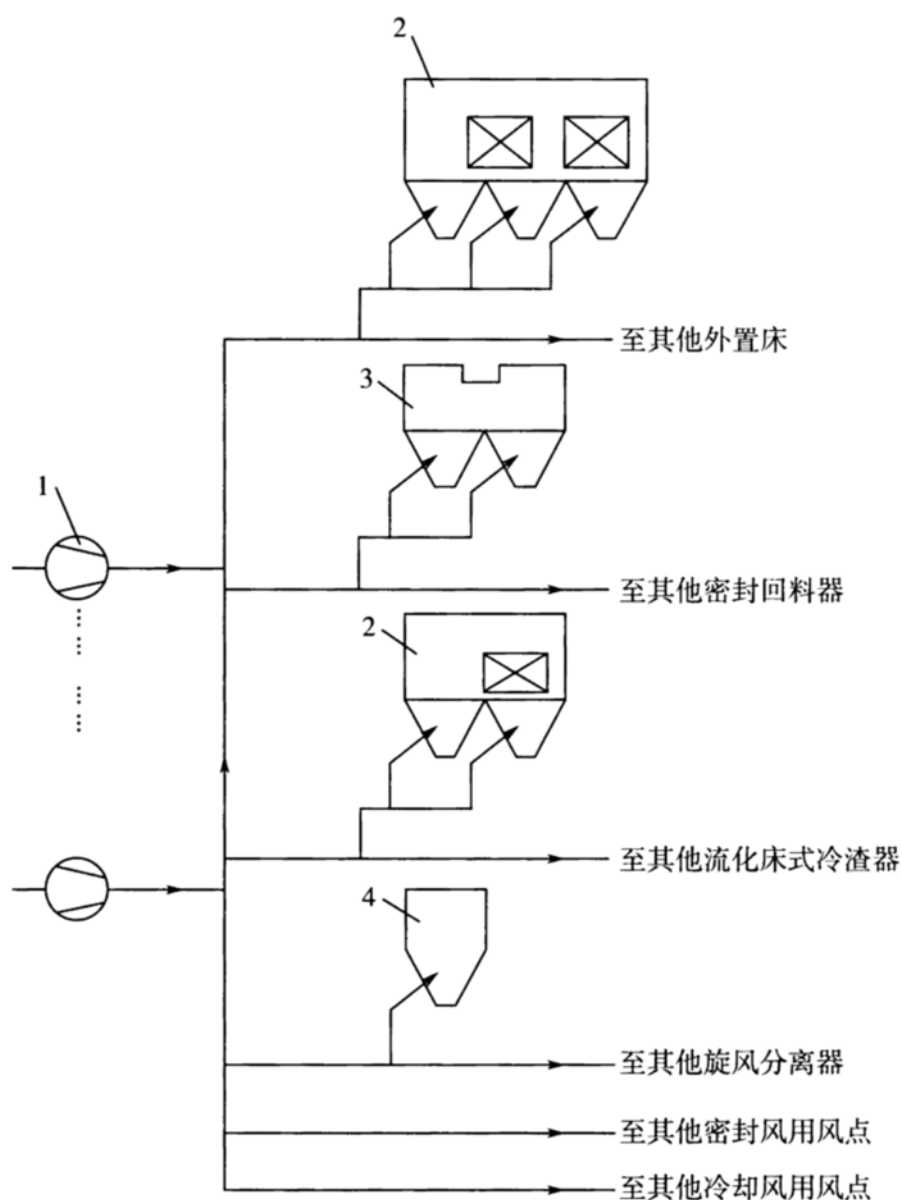 2
至其他外置床
3
1
至其他密封回料器
2
至其他流化床式冷渣器
4
至其他旋风分离器
至其他密封风用风点
至其他冷却风用风点